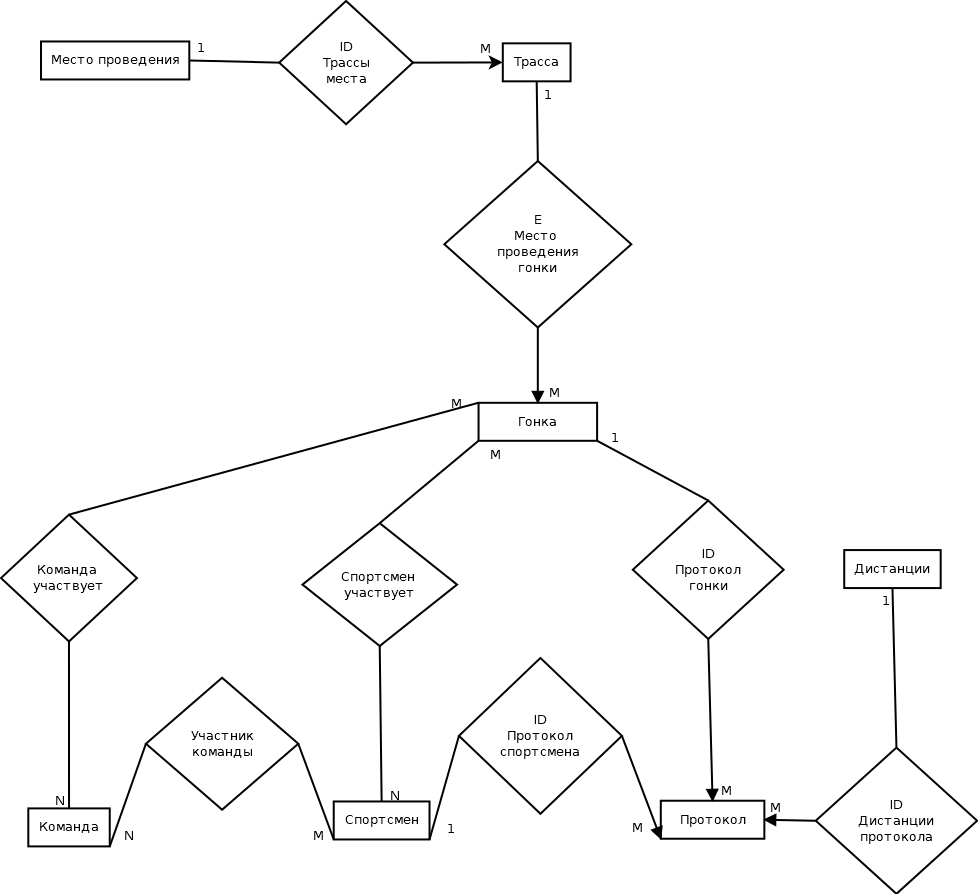 Место проведения
1
ID
Трассы
места
M
Трасса
1
E
Место
проведения
гонки
M
Гонка
M
M
1
Команда
участвует
Спортсмен
участвует
ID
Протокол
гонки
Дистанции
1
Участник
команды
ID
Протокол
спортсмена
N
Команда
N
M
N
Спортсмен
1
M
M
Протокол
M
ID
Дистанции
протокола